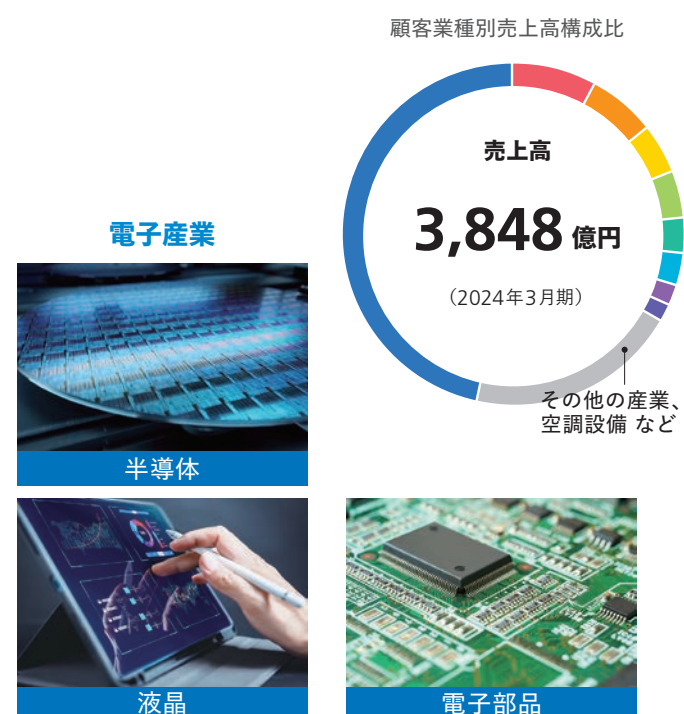 顧客業種別売上高構成比
売上高
3,848 億円
（2024年3月期）
その他の産業、
空調設備 など
電子産業
半導体
液晶
電子部品